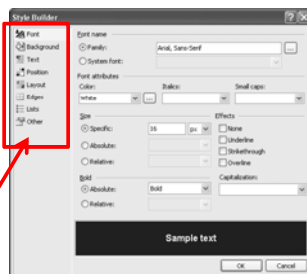 Style Builder
Font
Background
Text
Position
Layout
Edges
Lists
Other
Font name
Family:
Arial, Sans-Serif
System font:
Font attributes
Color:
Italics:
Small caps:
White
Size
Effects
Specific:
16
px
None
Underline
Absolute:
Strikethrough
Relative:
Overline
Bold
Capitalization:
Absolute:
Bold
Relative:
Sample text
OK
Cancel